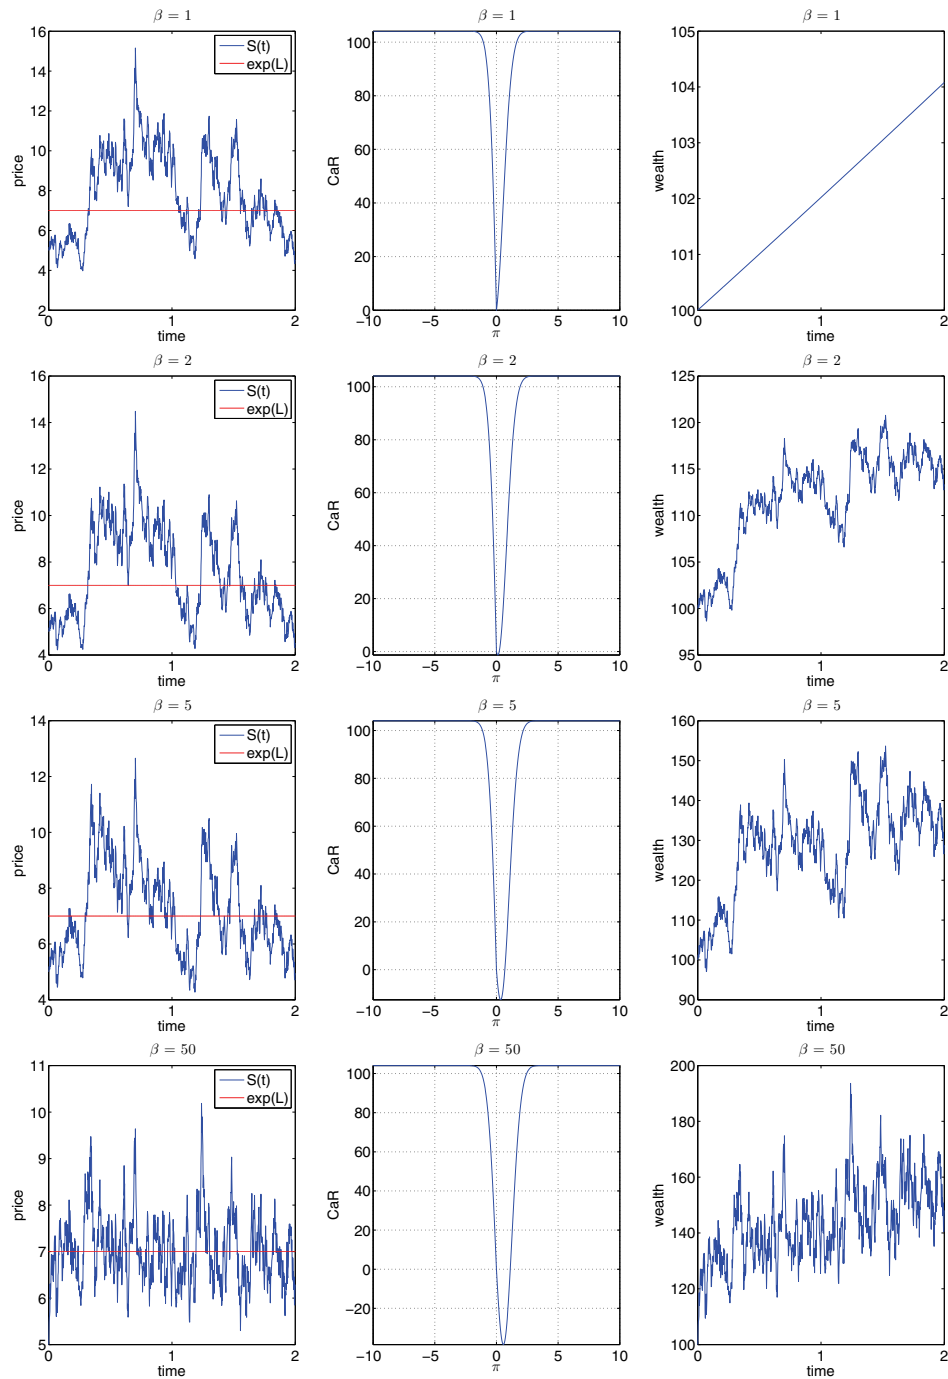 β = 1
16
14
12
10
8
6
4
2
price
0
1
2
time
S(t)
exp(L)
β = 1
100
80
60
40
20
0
CaR
−10
−5
0
5
10
π
β = 1
105
104
103
102
101
100
wealth
0
1
2
time
β = 2
16
14
12
10
8
6
4
price
0
1
2
time
S(t)
exp(L)
β = 2
100
80
60
40
20
0
CaR
−10
−5
0
5
10
π
β = 2
125
120
115
110
105
100
95
wealth
0
1
2
time
β = 5
14
12
10
8
6
4
price
0
1
2
time
S(t)
exp(L)
β = 5
100
80
60
40
20
0
CaR
−10
−5
0
5
10
π
β = 5
160
150
140
130
120
110
100
90
wealth
0
1
2
time
β = 50
11
10
9
8
7
6
5
price
0
1
2
time
S(t)
exp(L)
β = 50
100
80
60
40
20
0
−20
CaR
−10
−5
0
5
10
π
β = 50
200
180
160
140
120
100
wealth
0
1
2
time